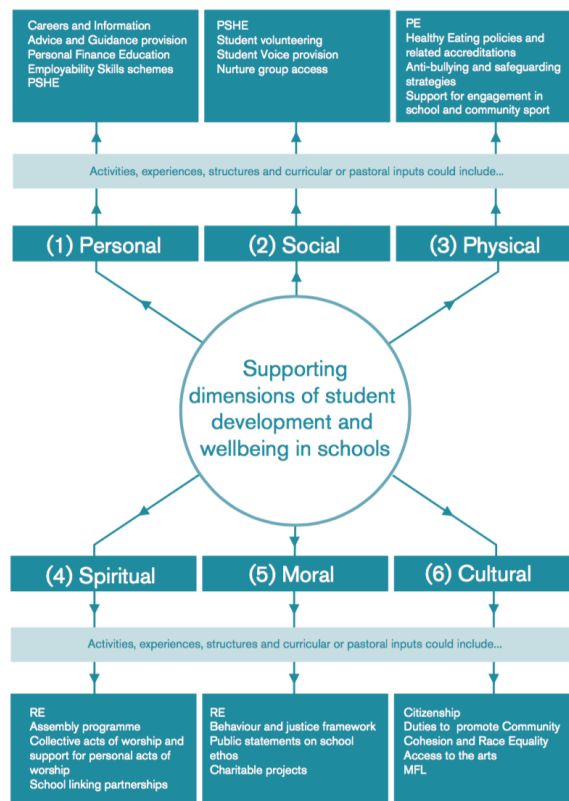 Careers and Information
Advice and Guidance provision
Personal Finance Education
Employability Skills schemes
PSHE
PSHE
Student volunteering
Student Voice provision
Nurture group access
PE
Healthy Eating policies and
related accreditations
Anti-bullying and safeguarding
strategies
Support for engagement in
school and community sport
Activities, experiences, structures and curricular or pastoral inputs could include...
(1) Personal
(2) Social
(3) Physical
Supporting
dimensions of student
development and
wellbeing in schools
(4) Spiritual
(5) Moral
(6) Cultural
Activities, experiences, structures and curricular or pastoral inputs could include...
RE
Assembly programme
Collective acts of worship and
support for personal acts of
worship
School linking partnerships
RE
Behaviour and justice framework
Public statements on school
ethos
Charitable projects
Citizenship
Duties to promote Community
Cohesion and Race Equality
Access to the arts
MFL